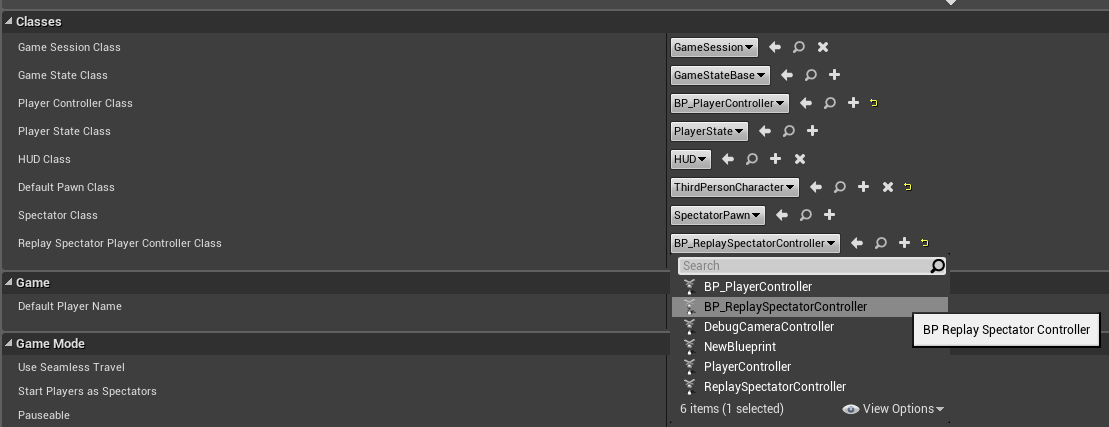 Classes
Game Session Class GameSession
Game State Class GameStateBase
Player Controller Class BP_PlayerController
Player State Class PlayerState
HUD Class HUD
Default Pawn Class ThirdPersonCharacter
Spectator Class SpectatorPawn
Replay Spectator Player Controller Class BP_ReplaySpectatorController
Search
Game
BP_PlayerController
Default Player Name BP_ReplaySpectatorController
DebugCameraController
BP Replay Spectator Controller
Game Mode NewBlueprint
Use Seamless Travel PlayerController
Start Players as Spectators ReplaySpectatorController
Pauseable 6 items (1 selected) View Options